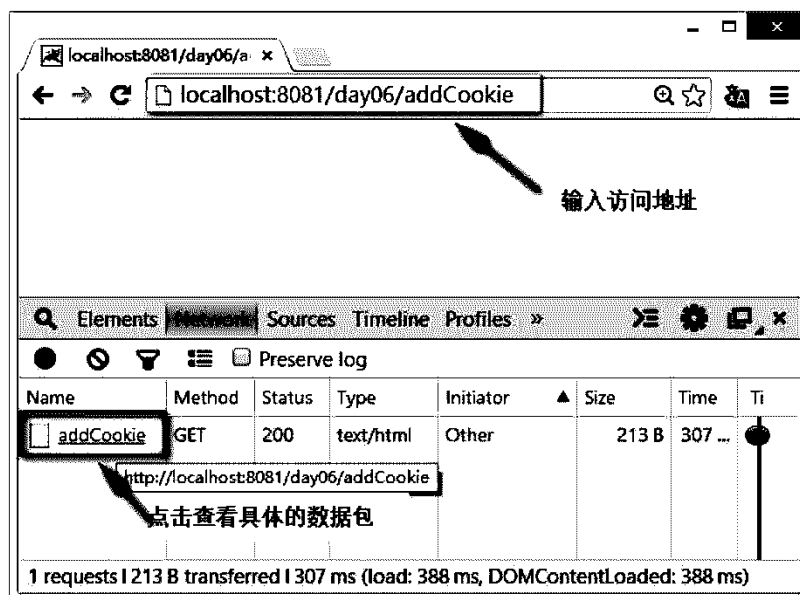 localhost:8081/day06/a
localhost:8081/day06/addCookie
输入访问地址
Elements Network Sources Timeline Profiles »
Preserve log
Name Method Status Type Initiator ▲ Size Time Ti
addCookie GET 200 text/html Other 213 B 307 ...
http://localhost:8081/day06/addCookie
点击查看具体的数据包
1 requests | 213 B transferred | 307 ms (load: 388 ms, DOMContentLoaded: 388 ms)